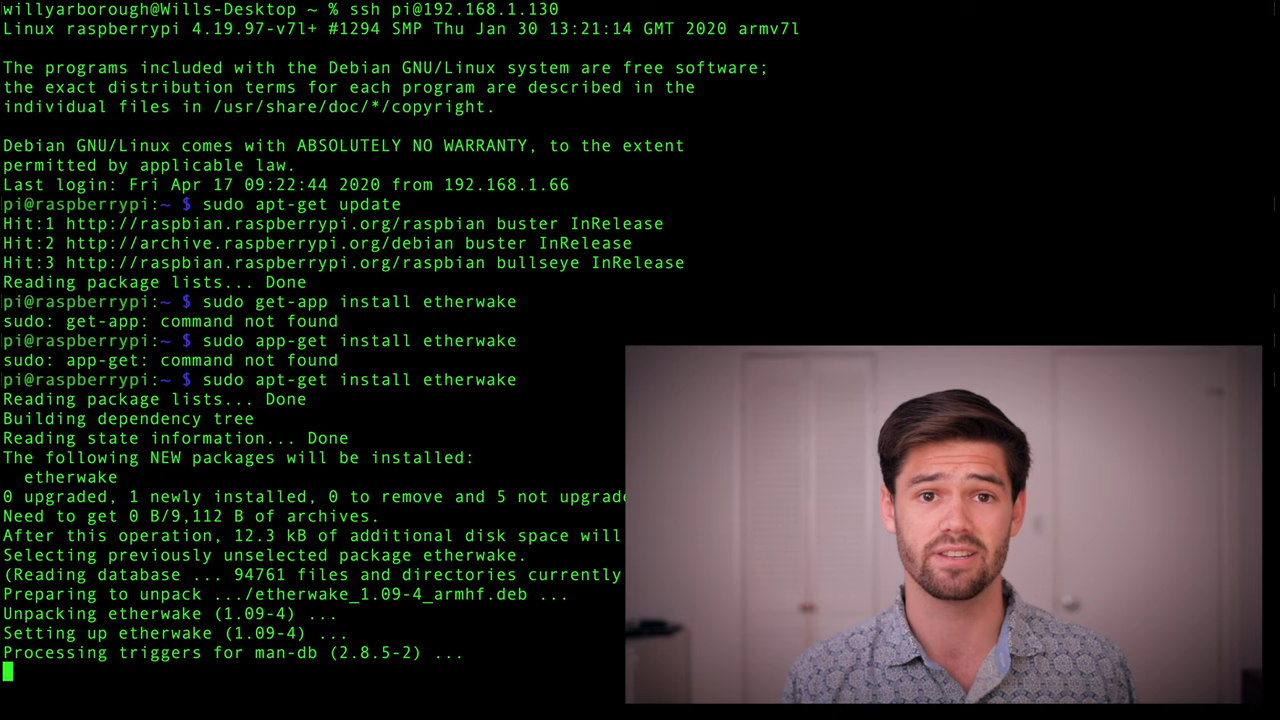 willyarborough@Wills-Desktop ~ % ssh pi@192.168.1.130
Linux raspberrypi 4.19.97-v7l+ #1294 SMP Thu Jan 30 13:21:14 GMT 2020 armv7l
The programs included with the Debian GNU/Linux system are free software;
the exact distribution terms for each program are described in the
individual files in /usr/share/doc/*/copyright.
Debian GNU/Linux comes with ABSOLUTELY NO WARRANTY, to the extent
permitted by applicable law.
Last login: Fri Apr 17 09:22:44 2020 from 192.168.1.66
pi@raspberrypi:~ $ sudo apt-get update
Hit:1 http://raspbian.raspberrypi.org/raspbian buster InRelease
Hit:2 http://archive.raspberrypi.org/debian buster InRelease
Hit:3 http://raspbian.raspberrypi.org/raspbian bullseye InRelease
Reading package lists... Done
pi@raspberrypi:~ $ sudo get-app install etherwake
sudo: get-app: command not found
pi@raspberrypi:~ $ sudo app-get install etherwake
sudo: app-get: command not found
pi@raspberrypi:~ $ sudo apt-get install etherwake
Reading package lists... Done
Building dependency tree
Reading state information... Done
The following NEW packages will be installed:
etherwake
0 upgraded, 1 newly installed, 0 to remove and 5 not upgrad
Need to get 0 B/9,112 B of archives.
After this operation, 12.3 kB of additional disk space will
Selecting previously unselected package etherwake.
(Reading database ... 94761 files and directories currently
Preparing to unpack .../etherwake_1.09-4_armhf.deb ...
Unpacking etherwake (1.09-4) ...
Setting up etherwake (1.09-4) ...
Processing triggers for man-db (2.8.5-2) ...